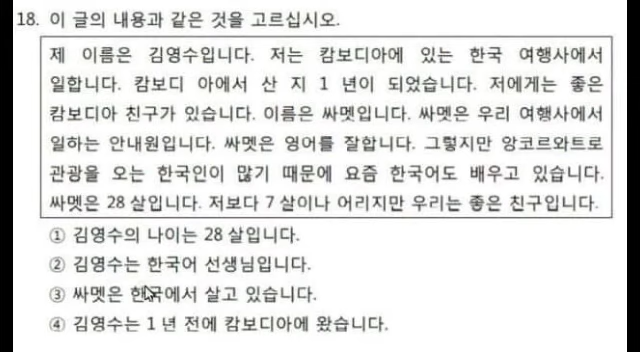 18. 이 글의 내용과 같은 것을 고르십시오.
제 이름은 김영수입니다. 저는 캄보디아에 있는 한국 여행사에서
일합니다. 캄보디 아에서 산 지 1 년이 되었습니다. 저에게는 좋은
캄보디아 친구가 있습니다. 이름은 싸멧입니다. 싸멧은 우리 여행사에서
일하는 안내원입니다. 싸멧은 영어를 잘합니다. 그렇지만 앙코르와트로
관광을 오는 한국인이 많기 때문에 요즘 한국어도 배우고 있습니다.
싸멧은 28 살입니다. 저보다 7 살이나 어리지만 우리는 좋은 친구입니다.
① 김영수의 나이는 28 살입니다.
② 김영수는 한국어 선생님입니다.
③ 싸멧은 한국에서 살고 있습니다.
④ 김영수는 1 년 전에 캄보디아에 왔습니다.